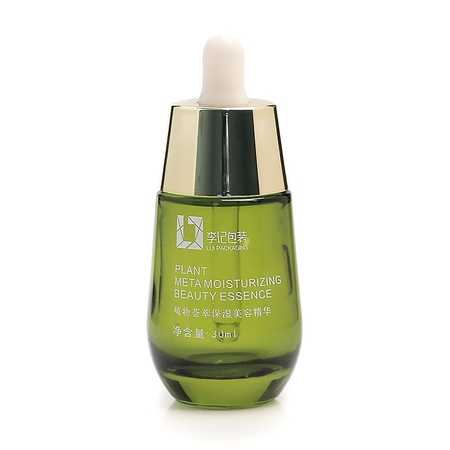 李记包装
LIJI PACKAGING
PLANT
META MOISTURIZING
BEAUTY ESSENCE
植物荟萃保湿美容精华
净含量 30ml